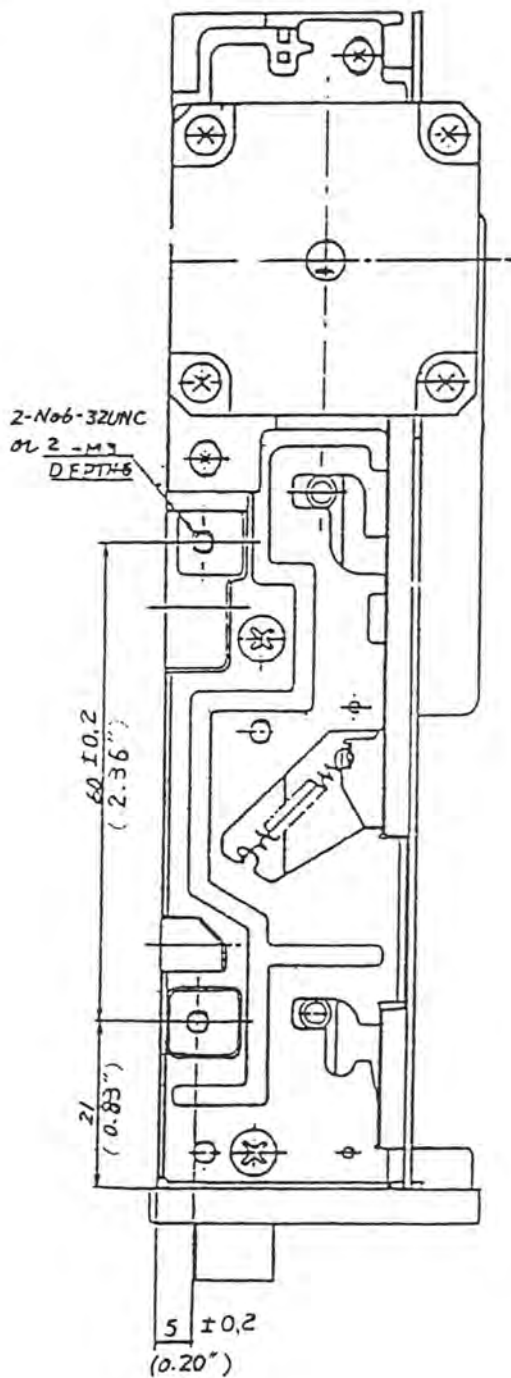 2-No6-32UNC
or 2-M3
DEPTH6
60 ±0,2
(2.36")
21
(0.83")
5 ±0,2
(0.20")